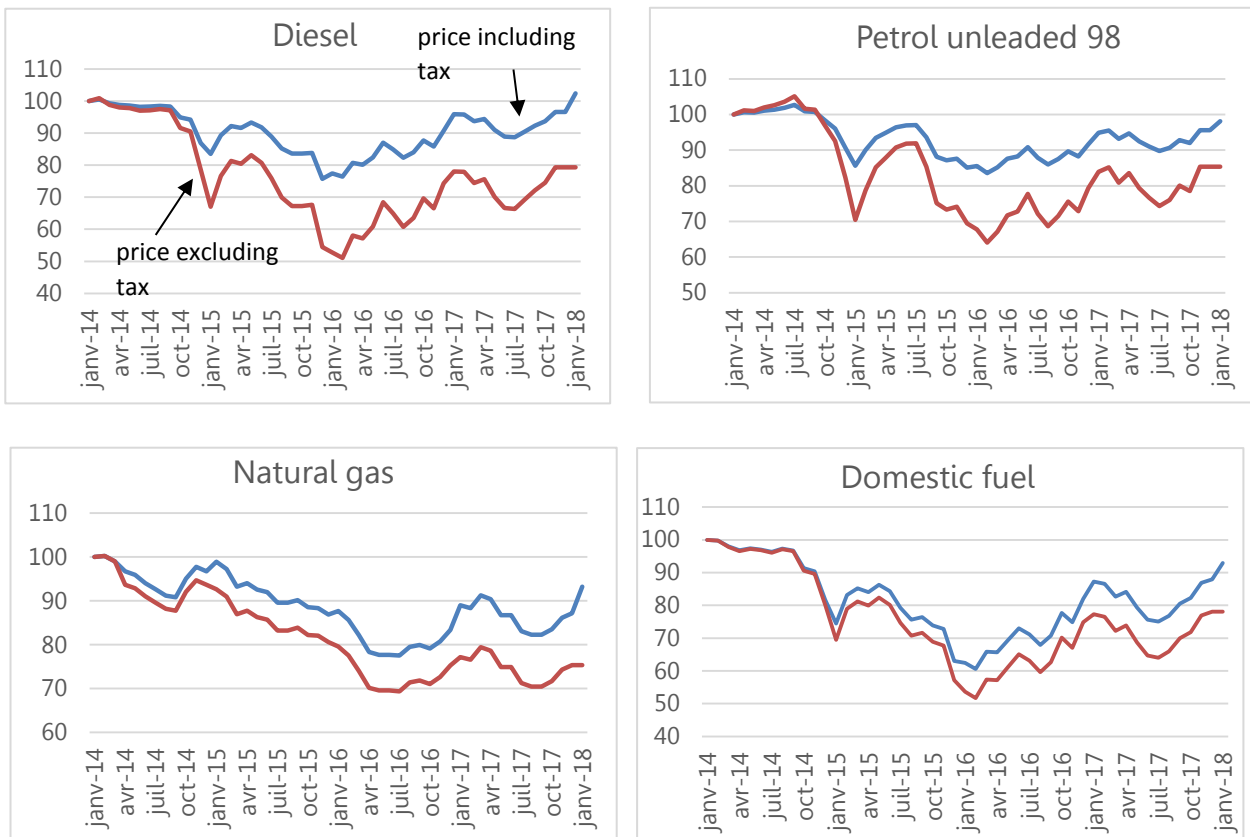 Diesel
price including
tax
110
100
90
80
70
60
50
40
price excluding
tax
janv-14
avr-14
juil-14
oct-14
janv-15
avr-15
juil-15
oct-15
janv-16
avr-16
juil-16
oct-16
janv-17
avr-17
juil-17
oct-17
janv-18
Petrol unleaded 98
110
100
90
80
70
60
50
janv-14
avr-14
juil-14
oct-14
janv-15
avr-15
juil-15
oct-15
janv-16
avr-16
juil-16
oct-16
janv-17
avr-17
juil-17
oct-17
janv-18
Natural gas
110
100
90
80
70
60
janv-14
avr-14
juil-14
oct-14
janv-15
avr-15
juil-15
oct-15
janv-16
avr-16
juil-16
oct-16
janv-17
avr-17
juil-17
oct-17
janv-18
Domestic fuel
110
100
90
80
70
60
50
40
janv-14
avr-14
juil-14
oct-14
janv-15
avr-15
juil-15
oct-15
janv-16
avr-16
juil-16
oct-16
janv-17
avr-17
juil-17
oct-17
janv-18